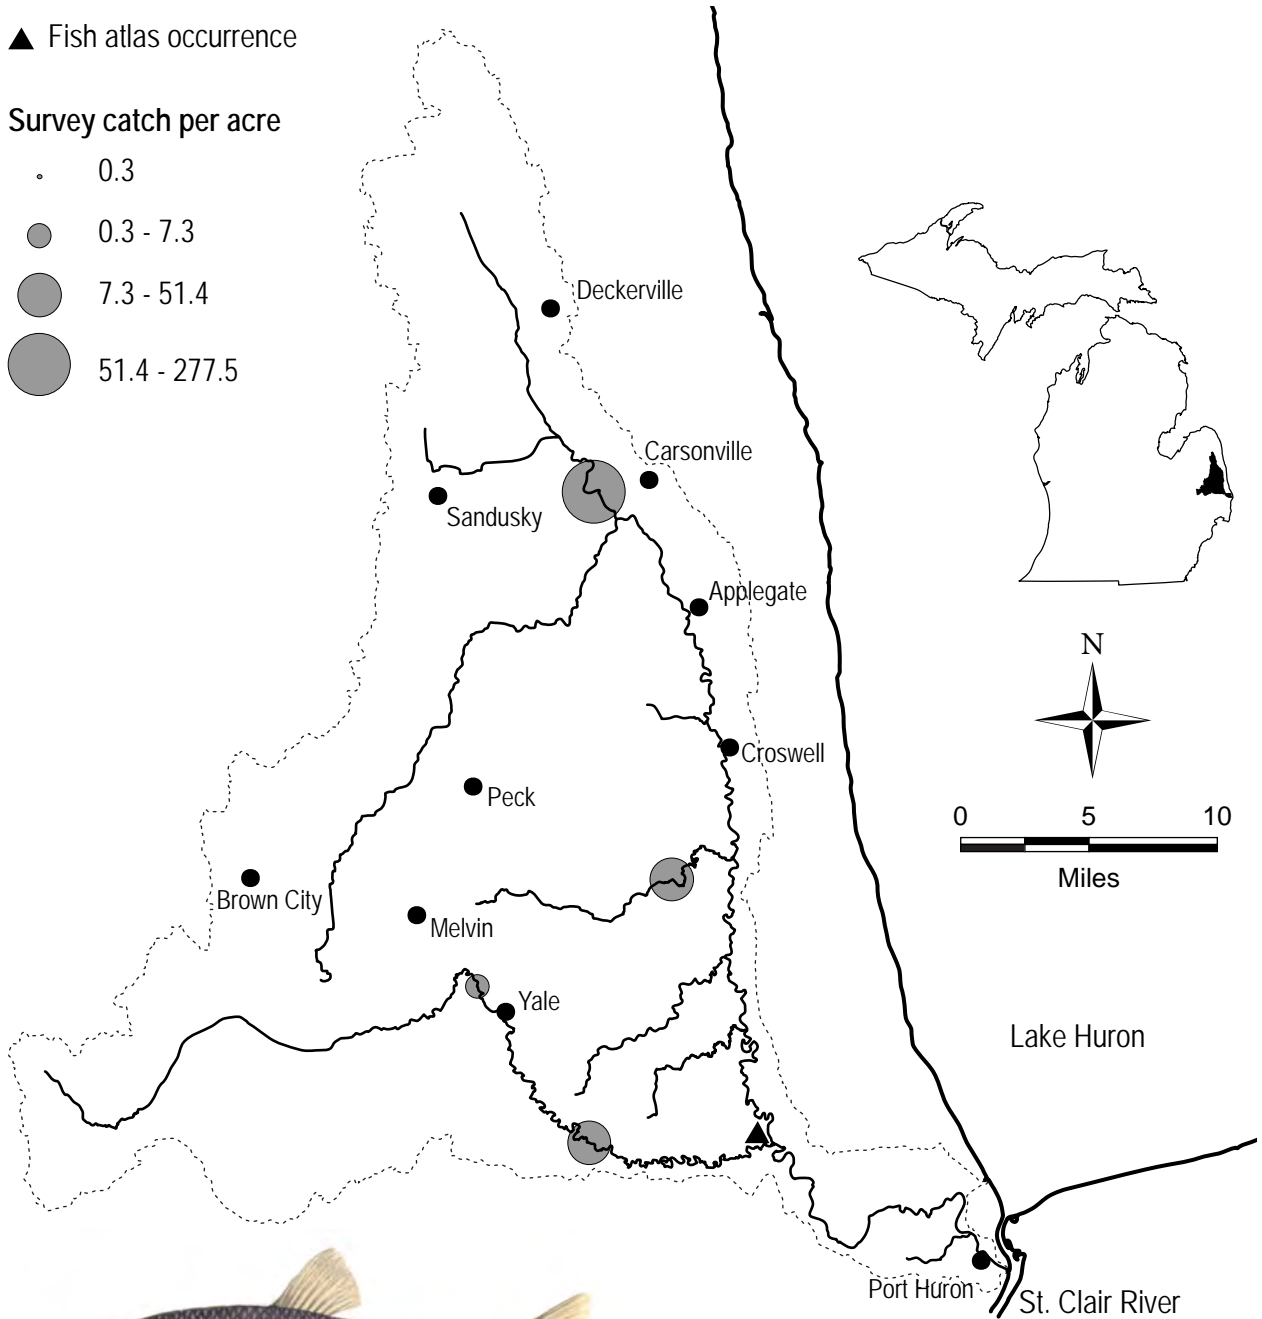 Fish atlas occurrence
Survey catch per acre
0.3
0.3 - 7.3
7.3 - 51.4
51.4 - 277.5
Deckerville
Carsonville
Sandusky
Applegate
N
Croswell
Peck
0 5 10
Miles
Brown City
Melvin
Yale
Lake Huron
Port Huron
St. Clair River